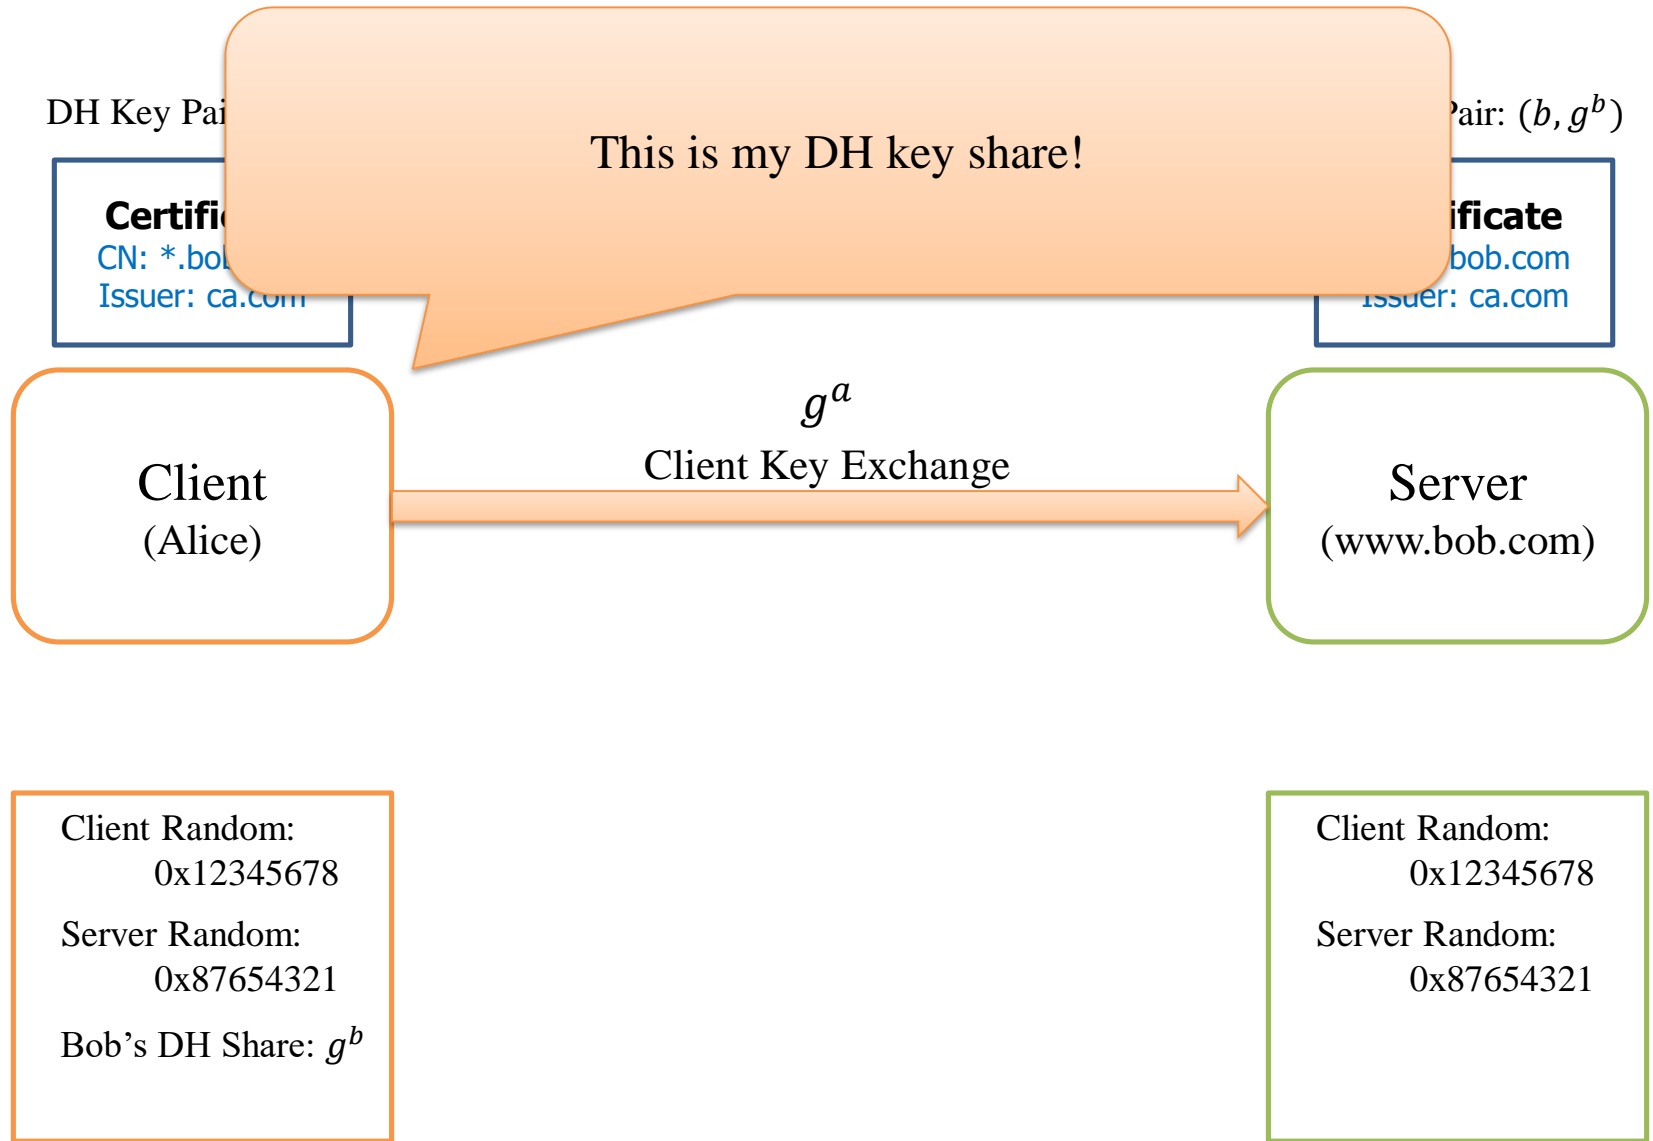 This is my DH key share!
DH Key Pai
Pair: (b, g^b)
Certific
CN: *.bob
Issuer: ca.com
ificate
bob.com
Issuer: ca.com
g^a
Client Key Exchange
Client
(Alice)
Server
(www.bob.com)
Client Random:
0x12345678
Server Random:
0x87654321
Bob’s DH Share: g^b
Client Random:
0x12345678
Server Random:
0x87654321